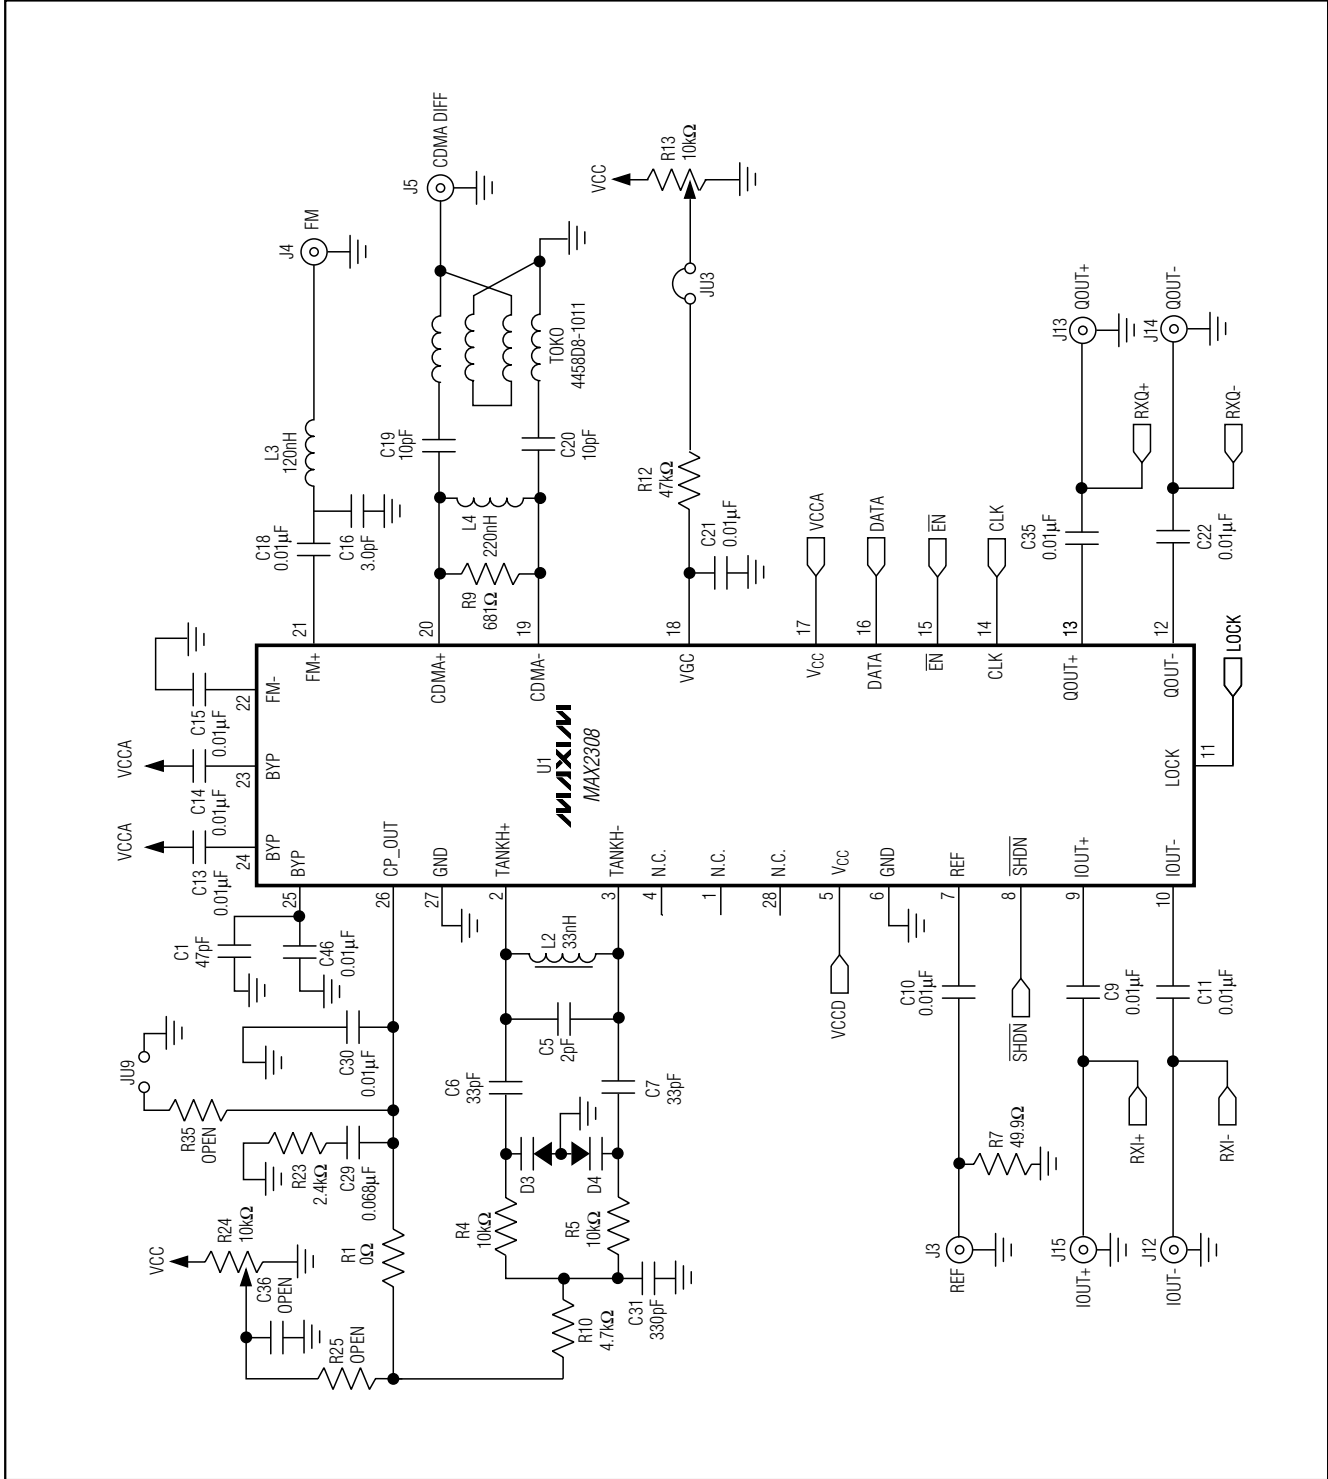 J4
FM
J5
CDMA DIFF
TOKO
4458D8-1011
VCC
R13
10kΩ
JU3
J13
QOUT+
J14
QOUT-
RXQ+
RXQ-
L3
120nH
C18
0.01µF
C16
3.0pF
C19
10pF
C20
10pF
L4
220nH
R9
681Ω
R12
47kΩ
C21
0.01µF
VCCA
DATA
EN
CLK
C35
0.01µF
C22
0.01µF
LOCK
21
20
19
18
17
16
15
14
13
12
11
FM+
CDMA+
CDMA-
VGC
VCC
DATA
EN
CLK
QOUT+
QOUT-
LOCK
VCCA
VCCA
C15
0.01µF
C14
0.01µF
C13
0.01µF
22
23
24
FM-
BYP
BYP
U1
MAXIM
MAX2308
BYP
CP_OUT
GND
TANKH+
TANKH-
N.C.
N.C.
N.C.
VCC
GND
REF
SHDN
IOUT+
IOUT-
25
26
27
2
3
4
1
28
5
6
7
8
9
10
C1
47pF
C46
0.01µF
C30
0.01µF
JU9
R35
OPEN
R23
2.4kΩ
C29
0.068µF
VCC
R24
10kΩ
C36
OPEN
R25
OPEN
R1
0Ω
L2
33nH
C5
2pF
C6
33pF
C7
33pF
D3
D4
R4
10kΩ
R5
10kΩ
R10
4.7kΩ
C31
330pF
VCCD
C10
0.01µF
SHDN
C9
0.01µF
C11
0.01µF
R7
49.9Ω
RXI+
RXI-
J3
REF
J15
IOUT+
J12
IOUT-